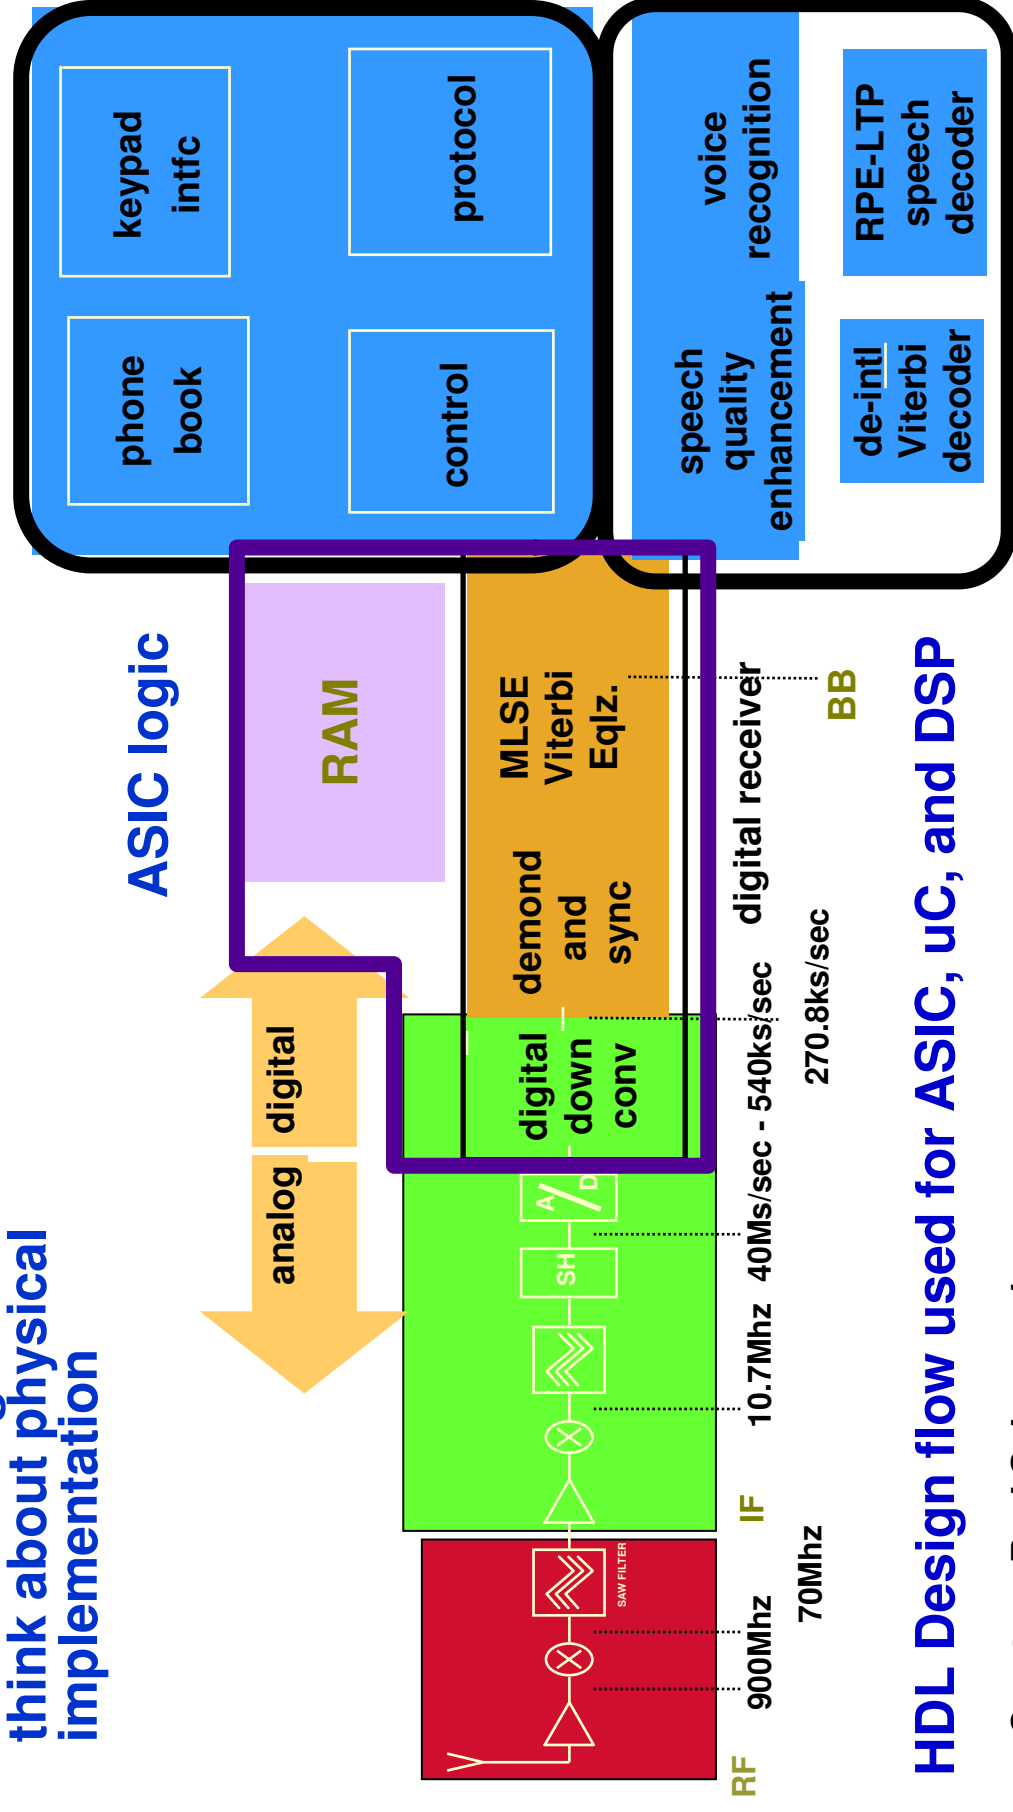 think about physical
implementation
ASIC logic
analog
digital
RAM
phone
book
keypad
intfc
control
protocol
A
D
SH
SAW FILTER
digital
down
conv
demond
and
sync
MLSE
Viterbi
Eqlz.
speech
quality
enhancement
voice
recognition
de-intl
Viterbi
decoder
RPE-LTP
speech
decoder
digital receiver
RF
900Mhz
70Mhz
IF
10.7Mhz
40Ms/sec - 540ks/sec
270.8ks/sec
BB
HDL Design flow used for ASIC, uC, and DSP